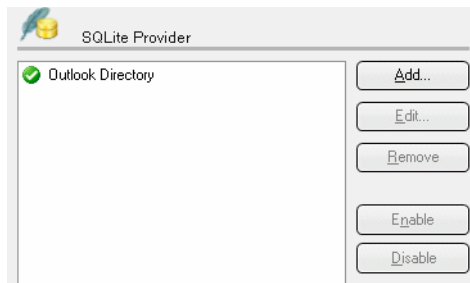 SQLite Provider
Outlook Directory
Add...
Edit...
Remove
Enable
Disable